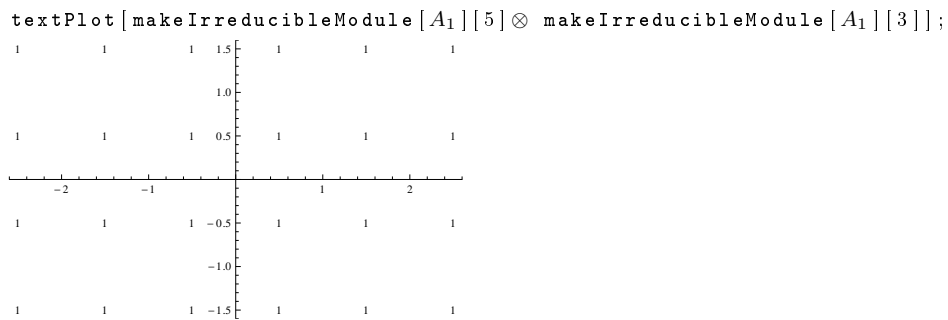 textPlot[makeIrreducibleModule[A₁][5]⊗ makeIrreducibleModule[A₁][3]];
1 1 1 1.5 1 1 1
1.0
1 1 1 0.5 1 1 1
-2 -1 1 2
1 1 1 -0.5 1 1 1
-1.0
1 1 1 -1.5 1 1 1